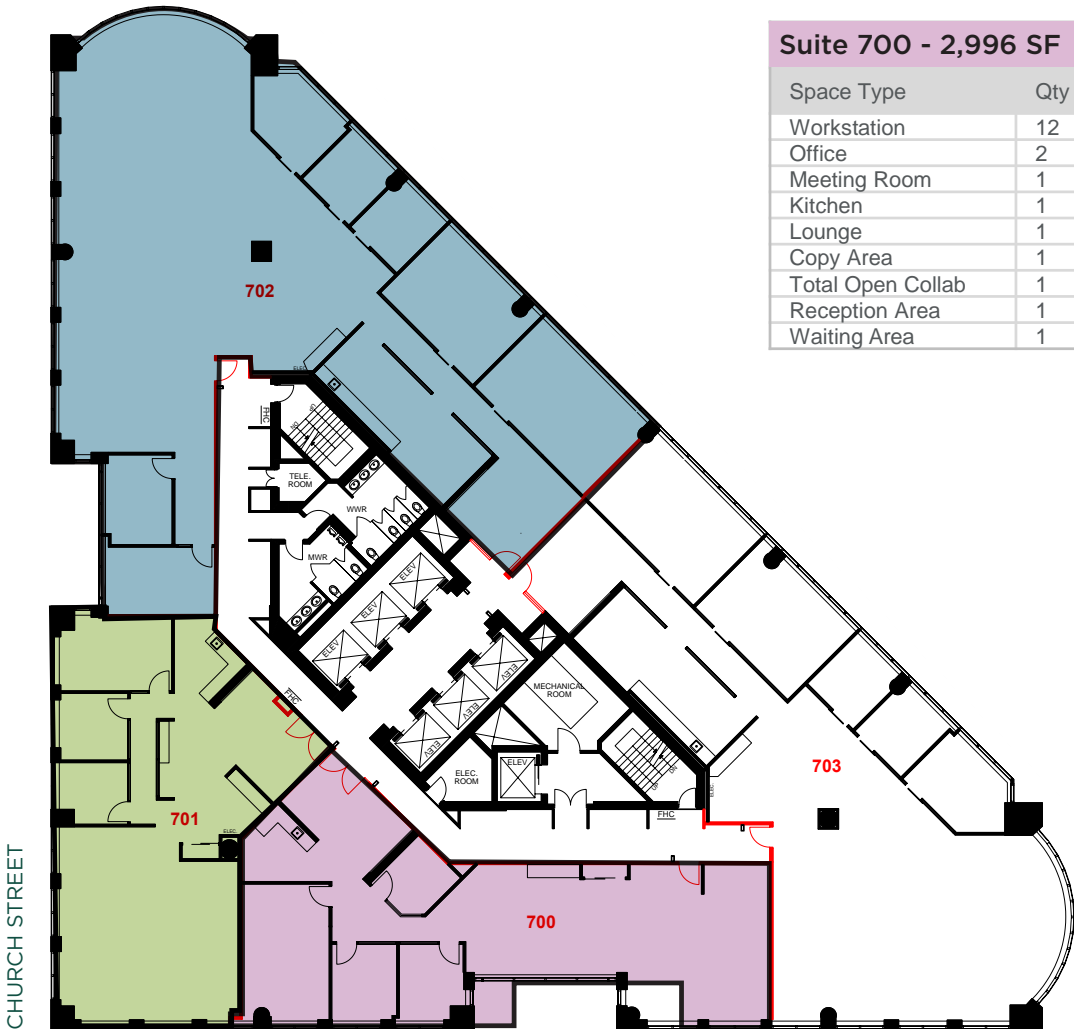 Suite 700 - 2,996 SF
Space Type Qty
Workstation 12
Office 2
Meeting Room 1
Kitchen 1
Lounge 1
Copy Area 1
Total Open Collab 1
Reception Area 1
Waiting Area 1
702
ELEC.
FHC
TELE.
ROOM
WWR
MWR
ELEV
ELEV
ELEV
ELEV
ELEV
ELEV
MECHANICAL
ROOM
FHC
ELEC.
ROOM
ELEV
FHC
ELEC.
703
701
ELEC.
700
CHURCH STREET